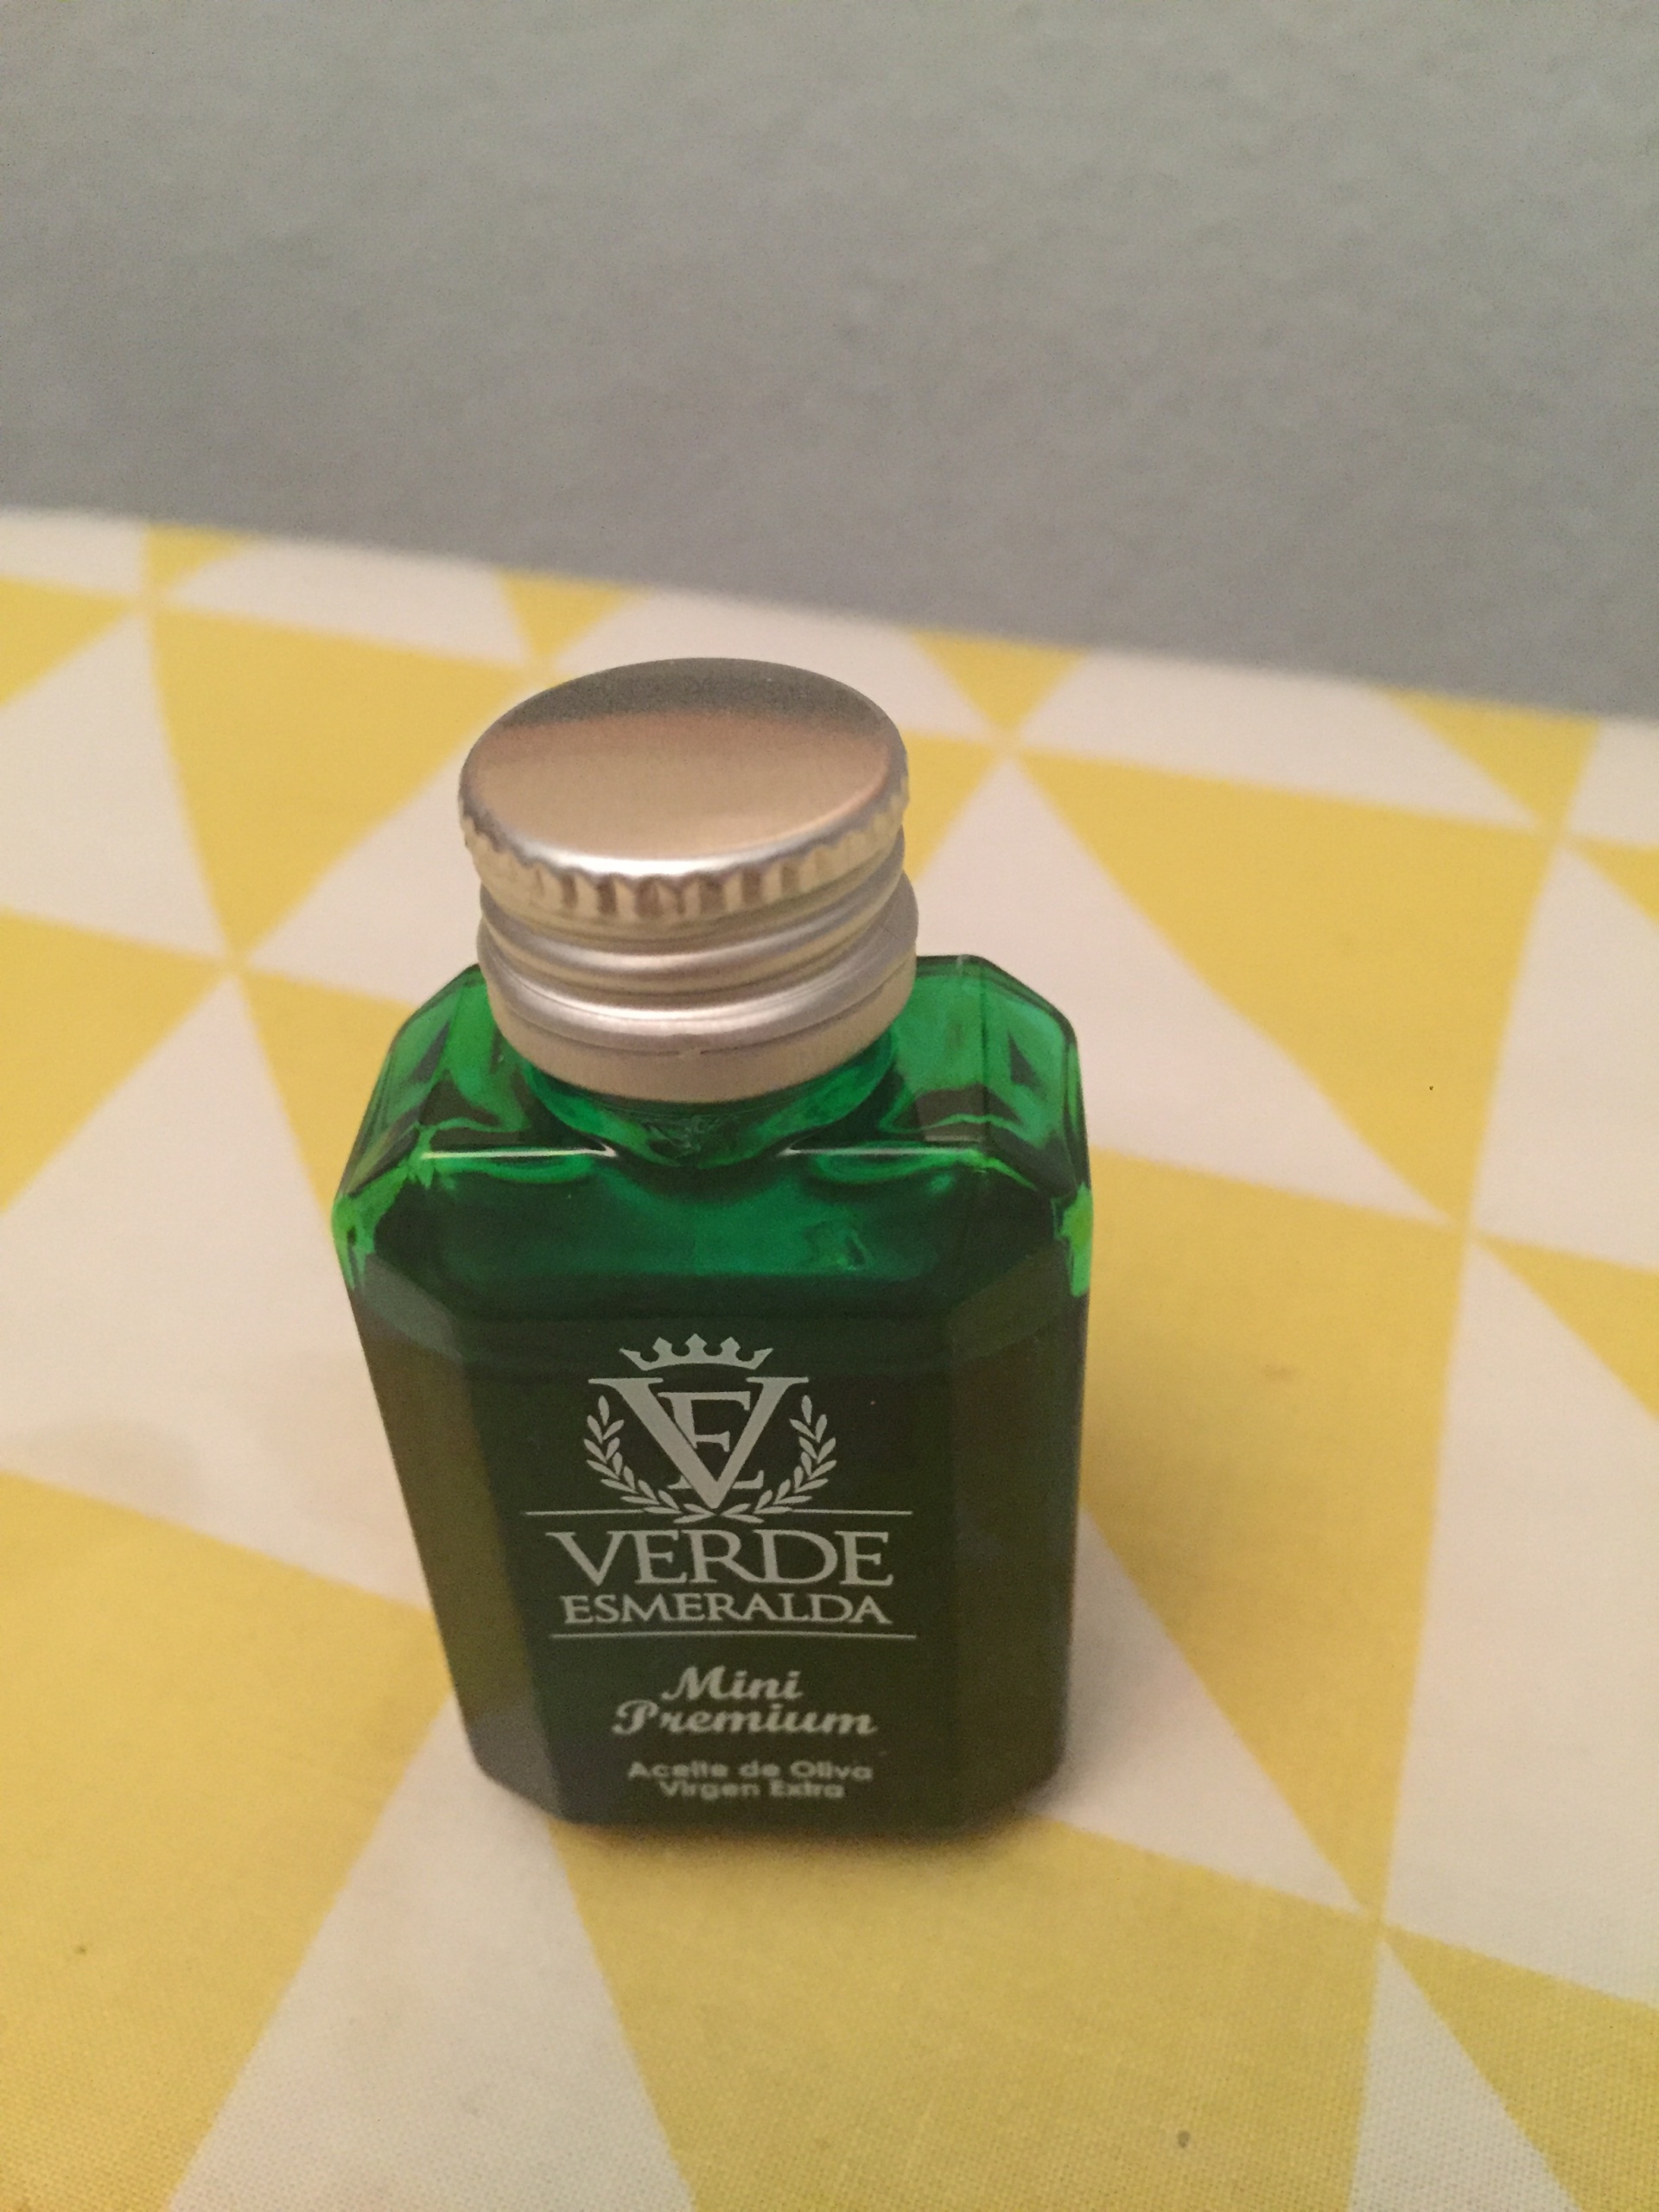 VE
VERDE
ESMERALDA
Mini
Premium
Aceite de Oliva
Virgen Extra